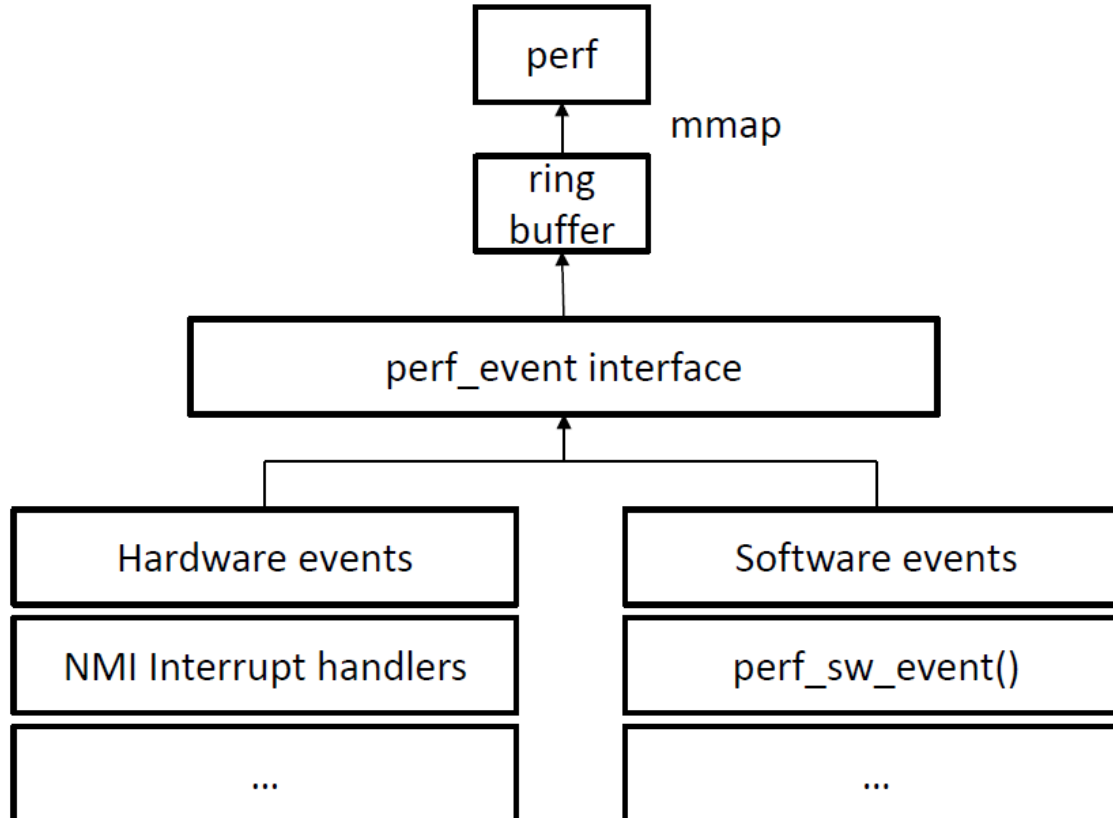 perf
mmap
ring
buffer
perf_event interface
Hardware events
Software events
NMI Interrupt handlers
perf_sw_event()
...
...